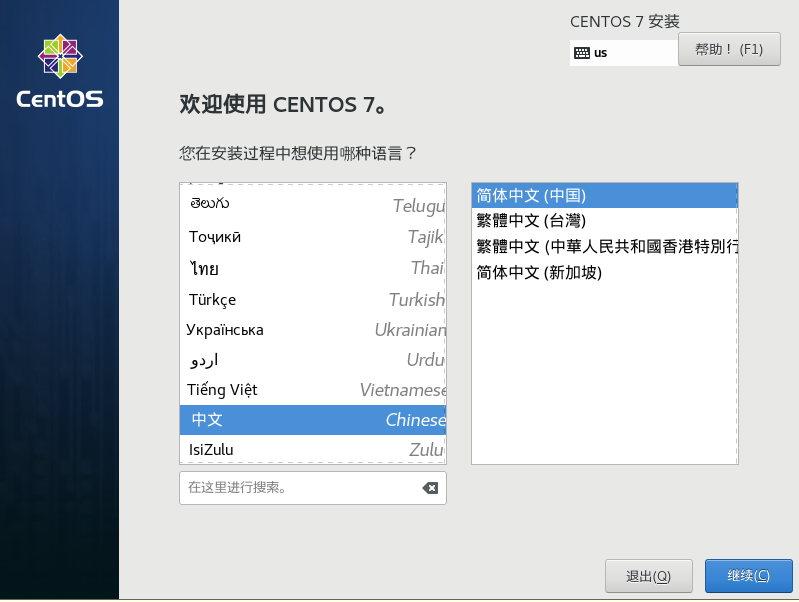 CentOS
CENTOS 7 安装
us
帮助！ (F1)
欢迎使用 CENTOS 7。
您在安装过程中想使用哪种语言？
తెలుగు Telugu
Тоҷикӣ Tajik
ไทย Thai
Türkçe Turkish
Українська Ukrainian
اردو Urdu
Tiếng Việt Vietnamese
中文 Chinese
IsiZulu Zulu
在这里进行搜索。
简体中文 (中国)
繁體中文 (台灣)
繁體中文 (中華人民共和國香港特別行
简体中文 (新加坡)
退出(Q)
继续(C)